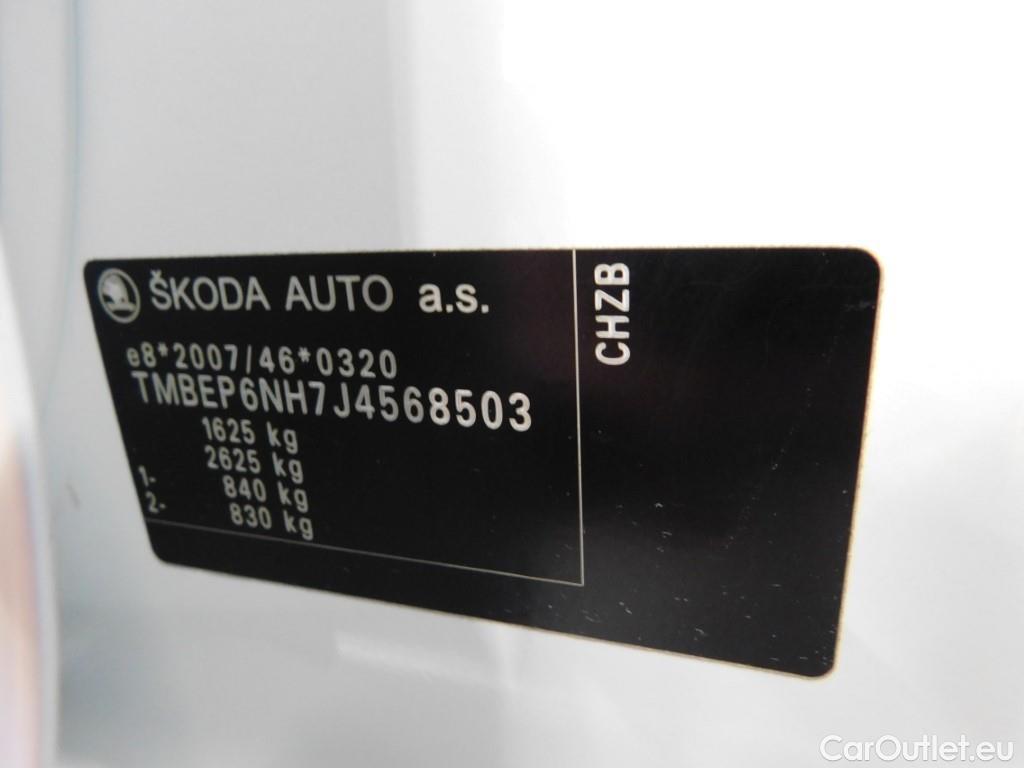 ŠKODA AUTO a.s.
e8*2007/46*0320
TMBEP6NH7J4568503
1625 kg
2625 kg
1- 840 kg
2- 830 kg
CHZB
CarOutlet.eu